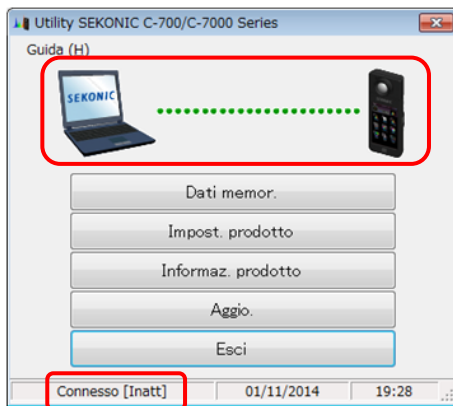 Utility SEKONIC C-700/C-7000 Series
Guida (H)
SEKONIC
Dati memor.
Impost. prodotto
Informaz. prodotto
Aggio.
Esci
Connesso [Inatt] 01/11/2014 19:28